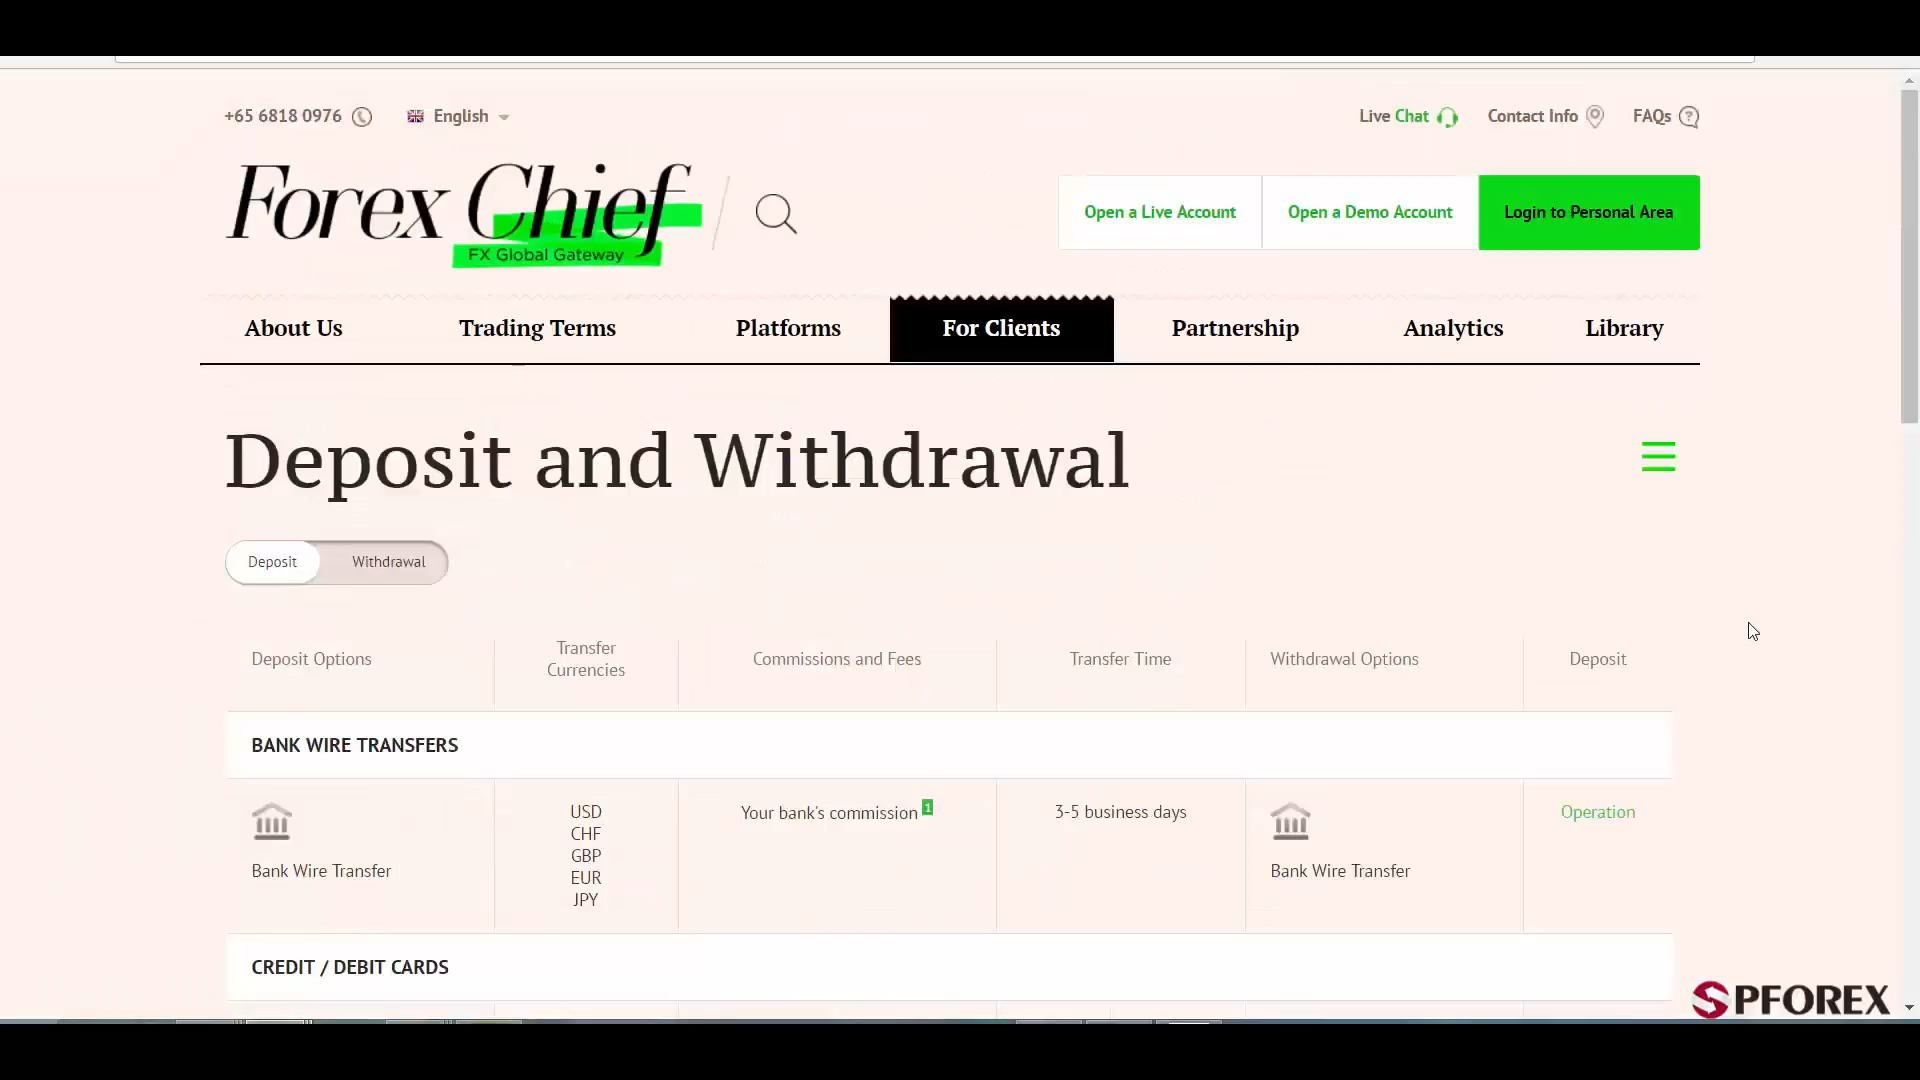 +65 6818 0976 English Live Chat Contact Info FAQs
Forex Chief
FX Global Gateway
Open a Live Account Open a Demo Account Login to Personal Area
About Us Trading Terms Platforms For Clients Partnership Analytics Library
Deposit and Withdrawal
Deposit Withdrawal
Deposit Options Transfer Currencies Commissions and Fees Transfer Time Withdrawal Options Deposit
BANK WIRE TRANSFERS
Bank Wire Transfer
USD
CHF
GBP
EUR
JPY
Your bank's commission 1
3-5 business days
Bank Wire Transfer
Operation
CREDIT / DEBIT CARDS
SPFOREX